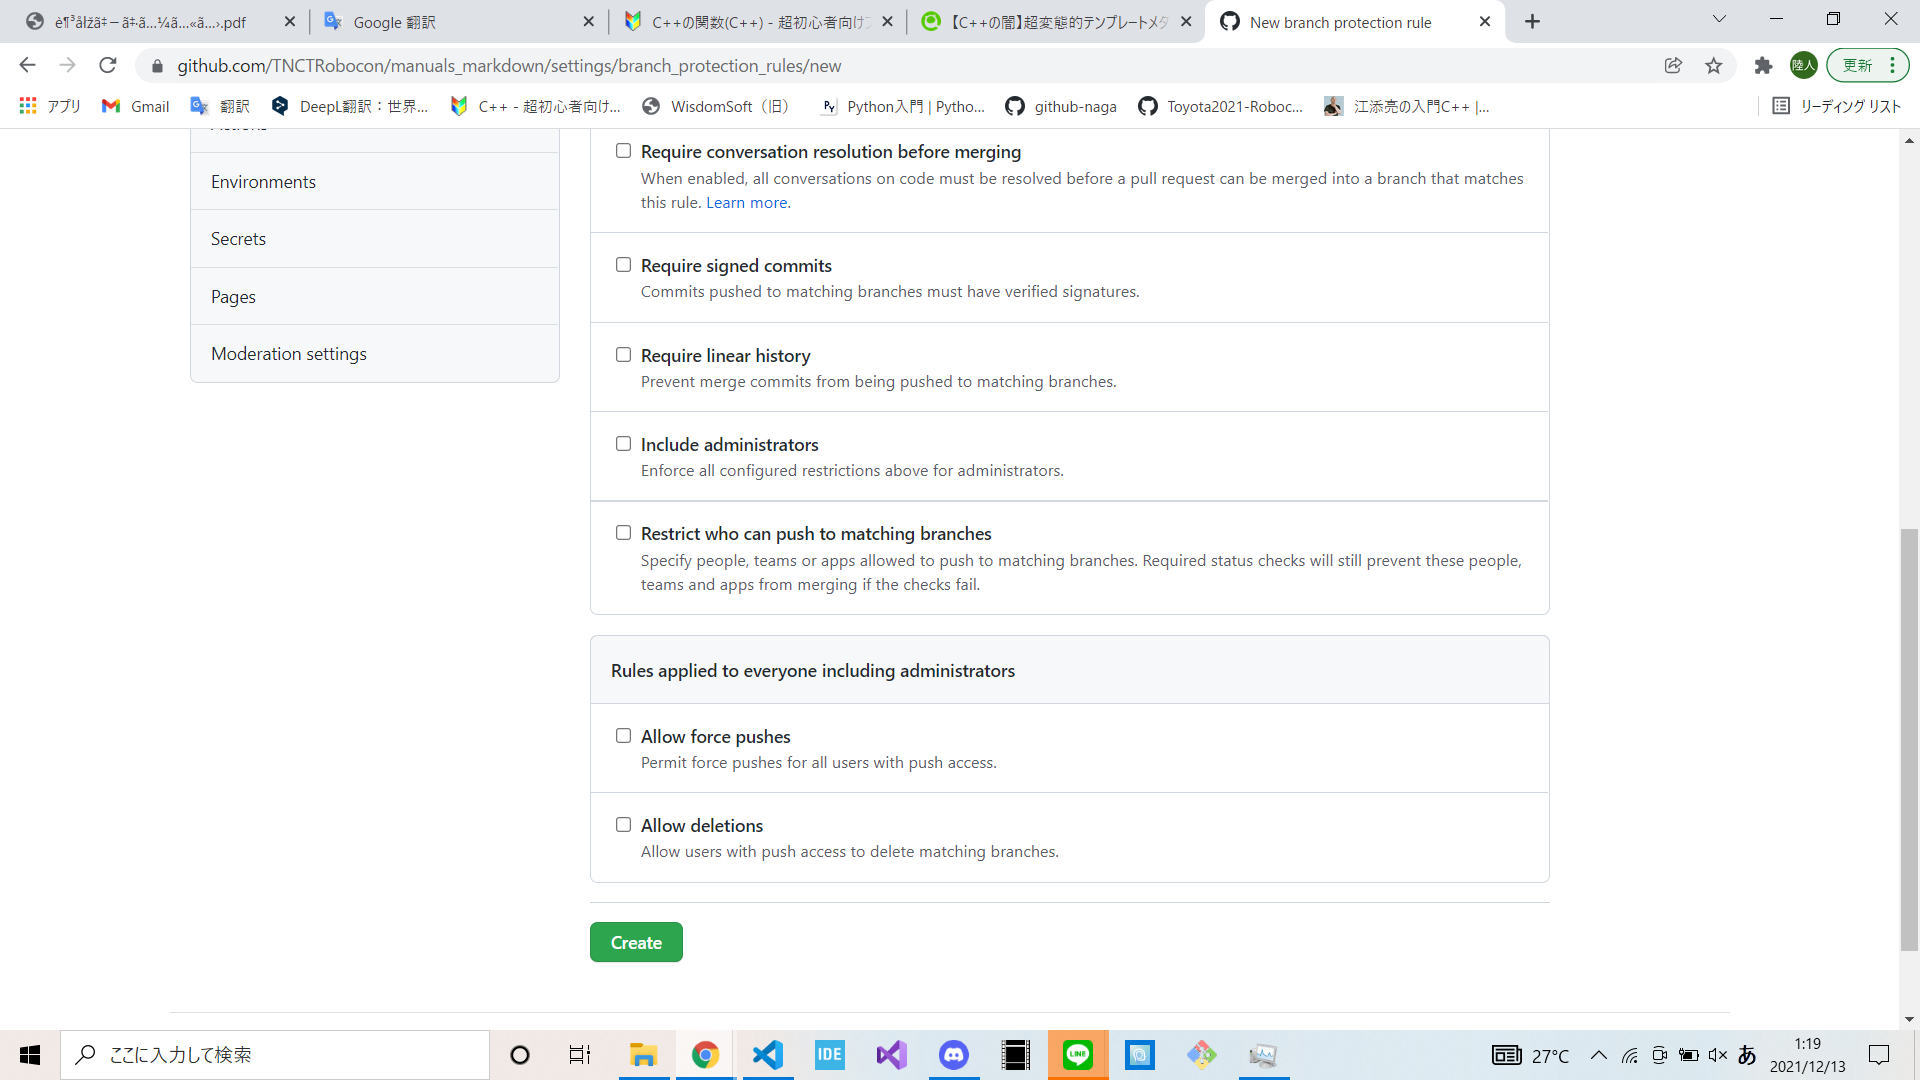 è¶³åŒžã‡−ã‡·ã…¼ã…«ã…›.pdf
Google 翻訳
C++の関数(C++) - 超初心者向け
【C++の闇】超変態的テンプレートメタ
New branch protection rule
github.com/TNCTRobocon/manuals_markdown/settings/branch_protection_rules/new
陸人
更新
アプリ
Gmail
翻訳
DeepL翻訳：世界...
C++ - 超初心者向け...
WisdomSoft（旧）
Python入門 | Pytho...
github-naga
Toyota2021-Roboc...
江添亮の入門C++ |...
リーディング リスト
Environments
Secrets
Pages
Moderation settings
Require conversation resolution before merging
When enabled, all conversations on code must be resolved before a pull request can be merged into a branch that matches
this rule. Learn more.
Require signed commits
Commits pushed to matching branches must have verified signatures.
Require linear history
Prevent merge commits from being pushed to matching branches.
Include administrators
Enforce all configured restrictions above for administrators.
Restrict who can push to matching branches
Specify people, teams or apps allowed to push to matching branches. Required status checks will still prevent these people,
teams and apps from merging if the checks fail.
Rules applied to everyone including administrators
Allow force pushes
Permit force pushes for all users with push access.
Allow deletions
Allow users with push access to delete matching branches.
Create
ここに入力して検索
IDE
LINE
27°C
あ
1:19
2021/12/13